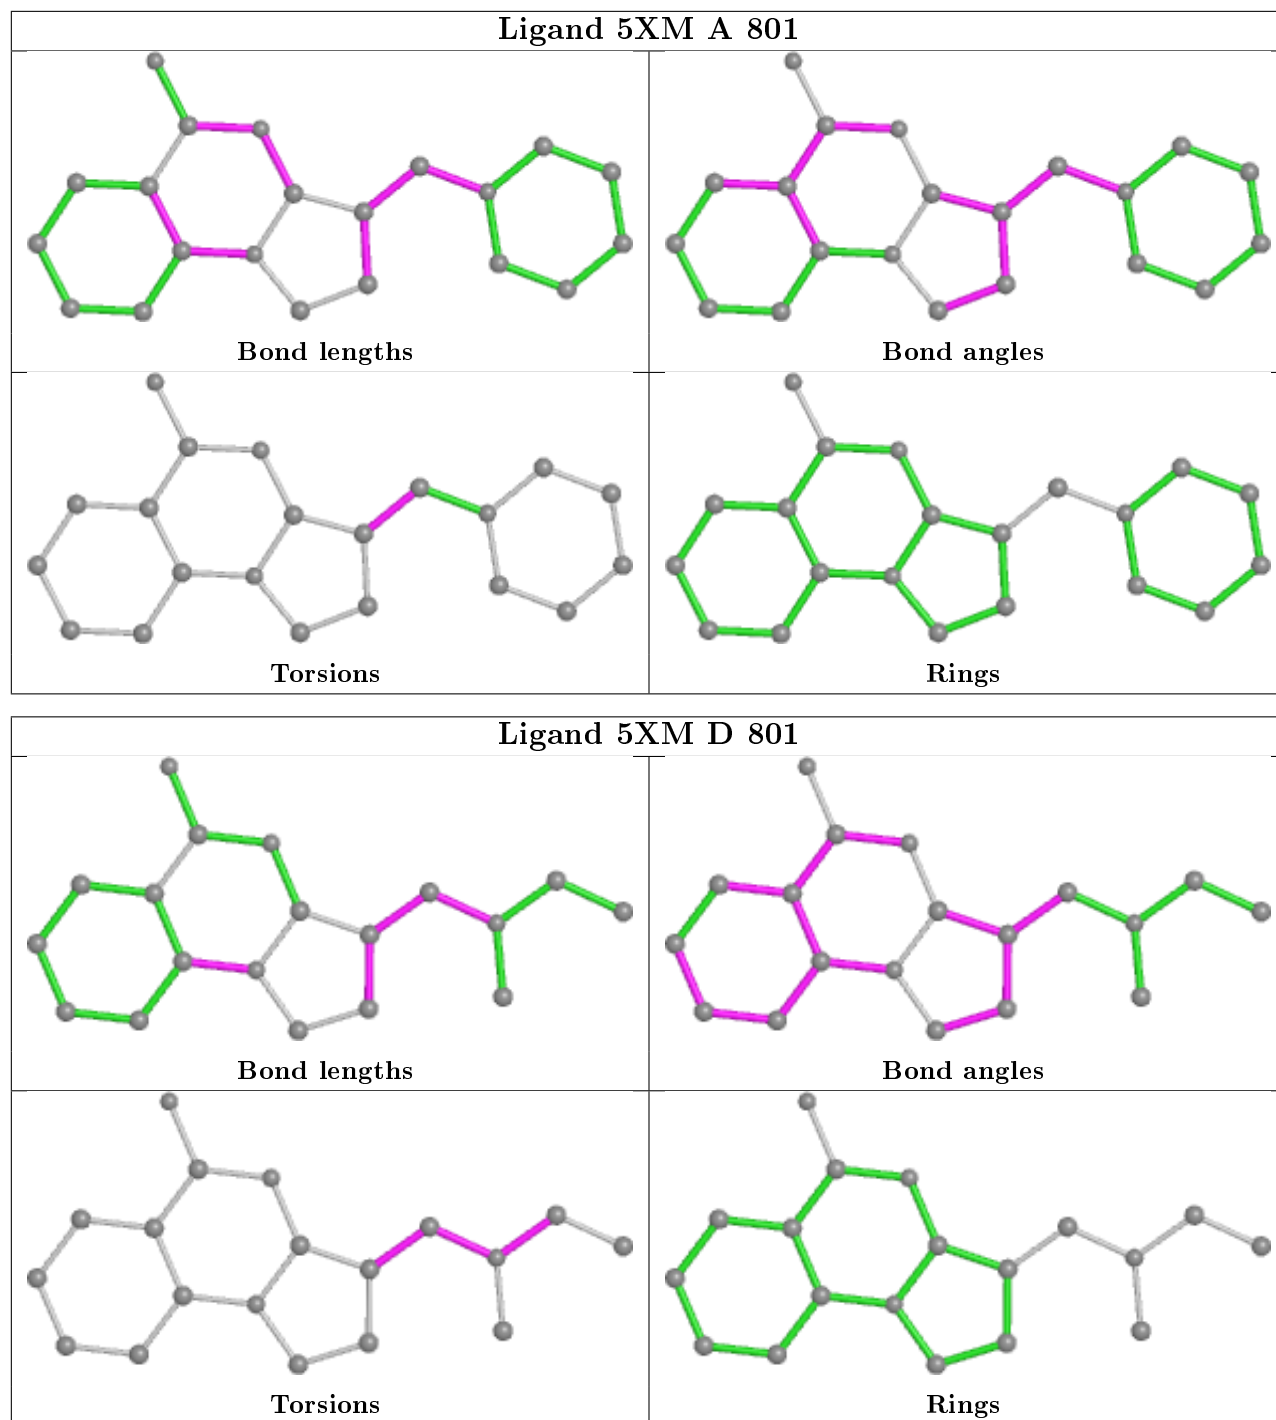 Ligand 5XM A 801
Bond lengths
Bond angles
Torsions
Rings
Ligand 5XM D 801
Bond lengths
Bond angles
Torsions
Rings